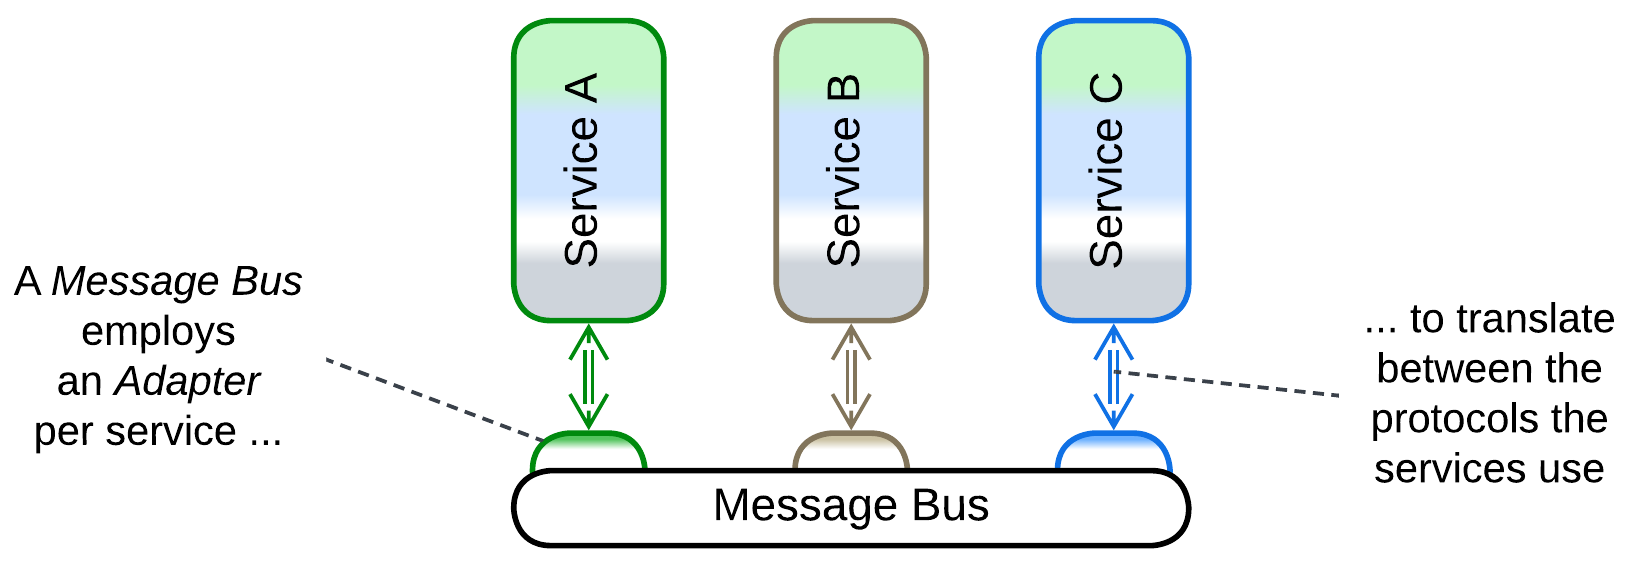 Service A
Service B
Service C
A Message Bus
employs
an Adapter
per service ...
... to translate
between the
protocols the
services use
Message Bus